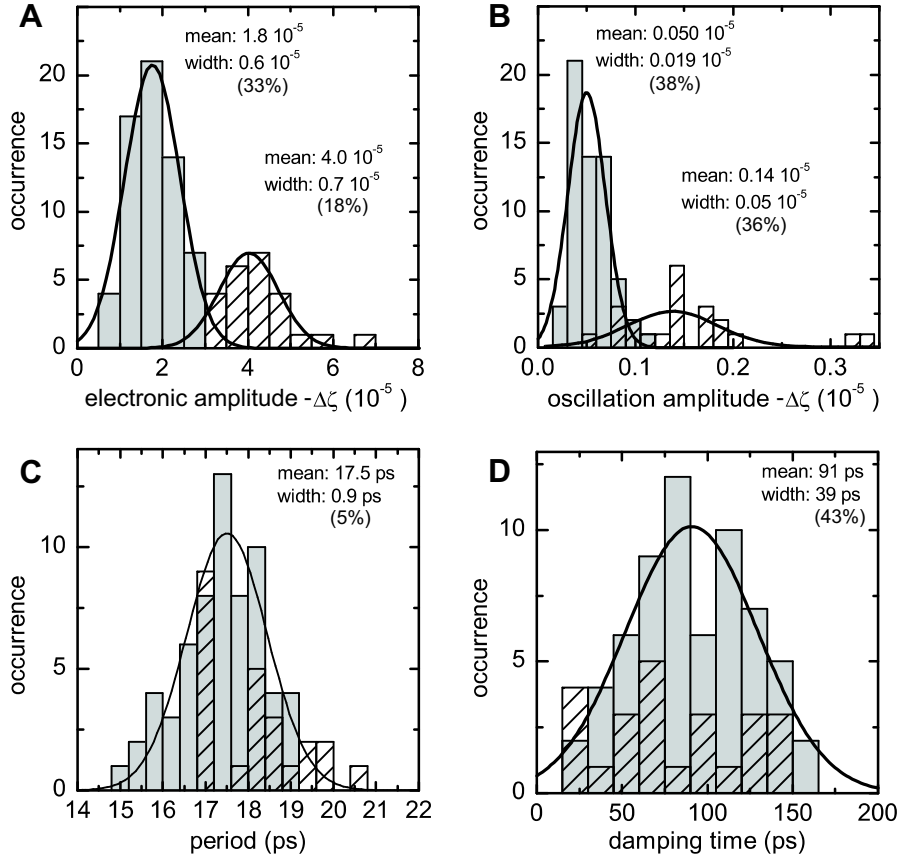 A
mean: 1.8 10⁻⁵
width: 0.6 10⁻⁵
(33%)
mean: 4.0 10⁻⁵
width: 0.7 10⁻⁵
(18%)
occurrence
20
15
10
5
0
0 2 4 6 8
electronic amplitude -Δζ (10⁻⁵ )
B
mean: 0.050 10⁻⁵
width: 0.019 10⁻⁵
(38%)
mean: 0.14 10⁻⁵
width: 0.05 10⁻⁵
(36%)
occurrence
20
15
10
5
0
0.0 0.1 0.2 0.3
oscillation amplitude -Δζ (10⁻⁵ )
C
mean: 17.5 ps
width: 0.9 ps
(5%)
occurrence
10
5
0
14 15 16 17 18 19 20 21 22
period (ps)
D
mean: 91 ps
width: 39 ps
(43%)
occurrence
10
5
0
0 50 100 150 200
damping time (ps)